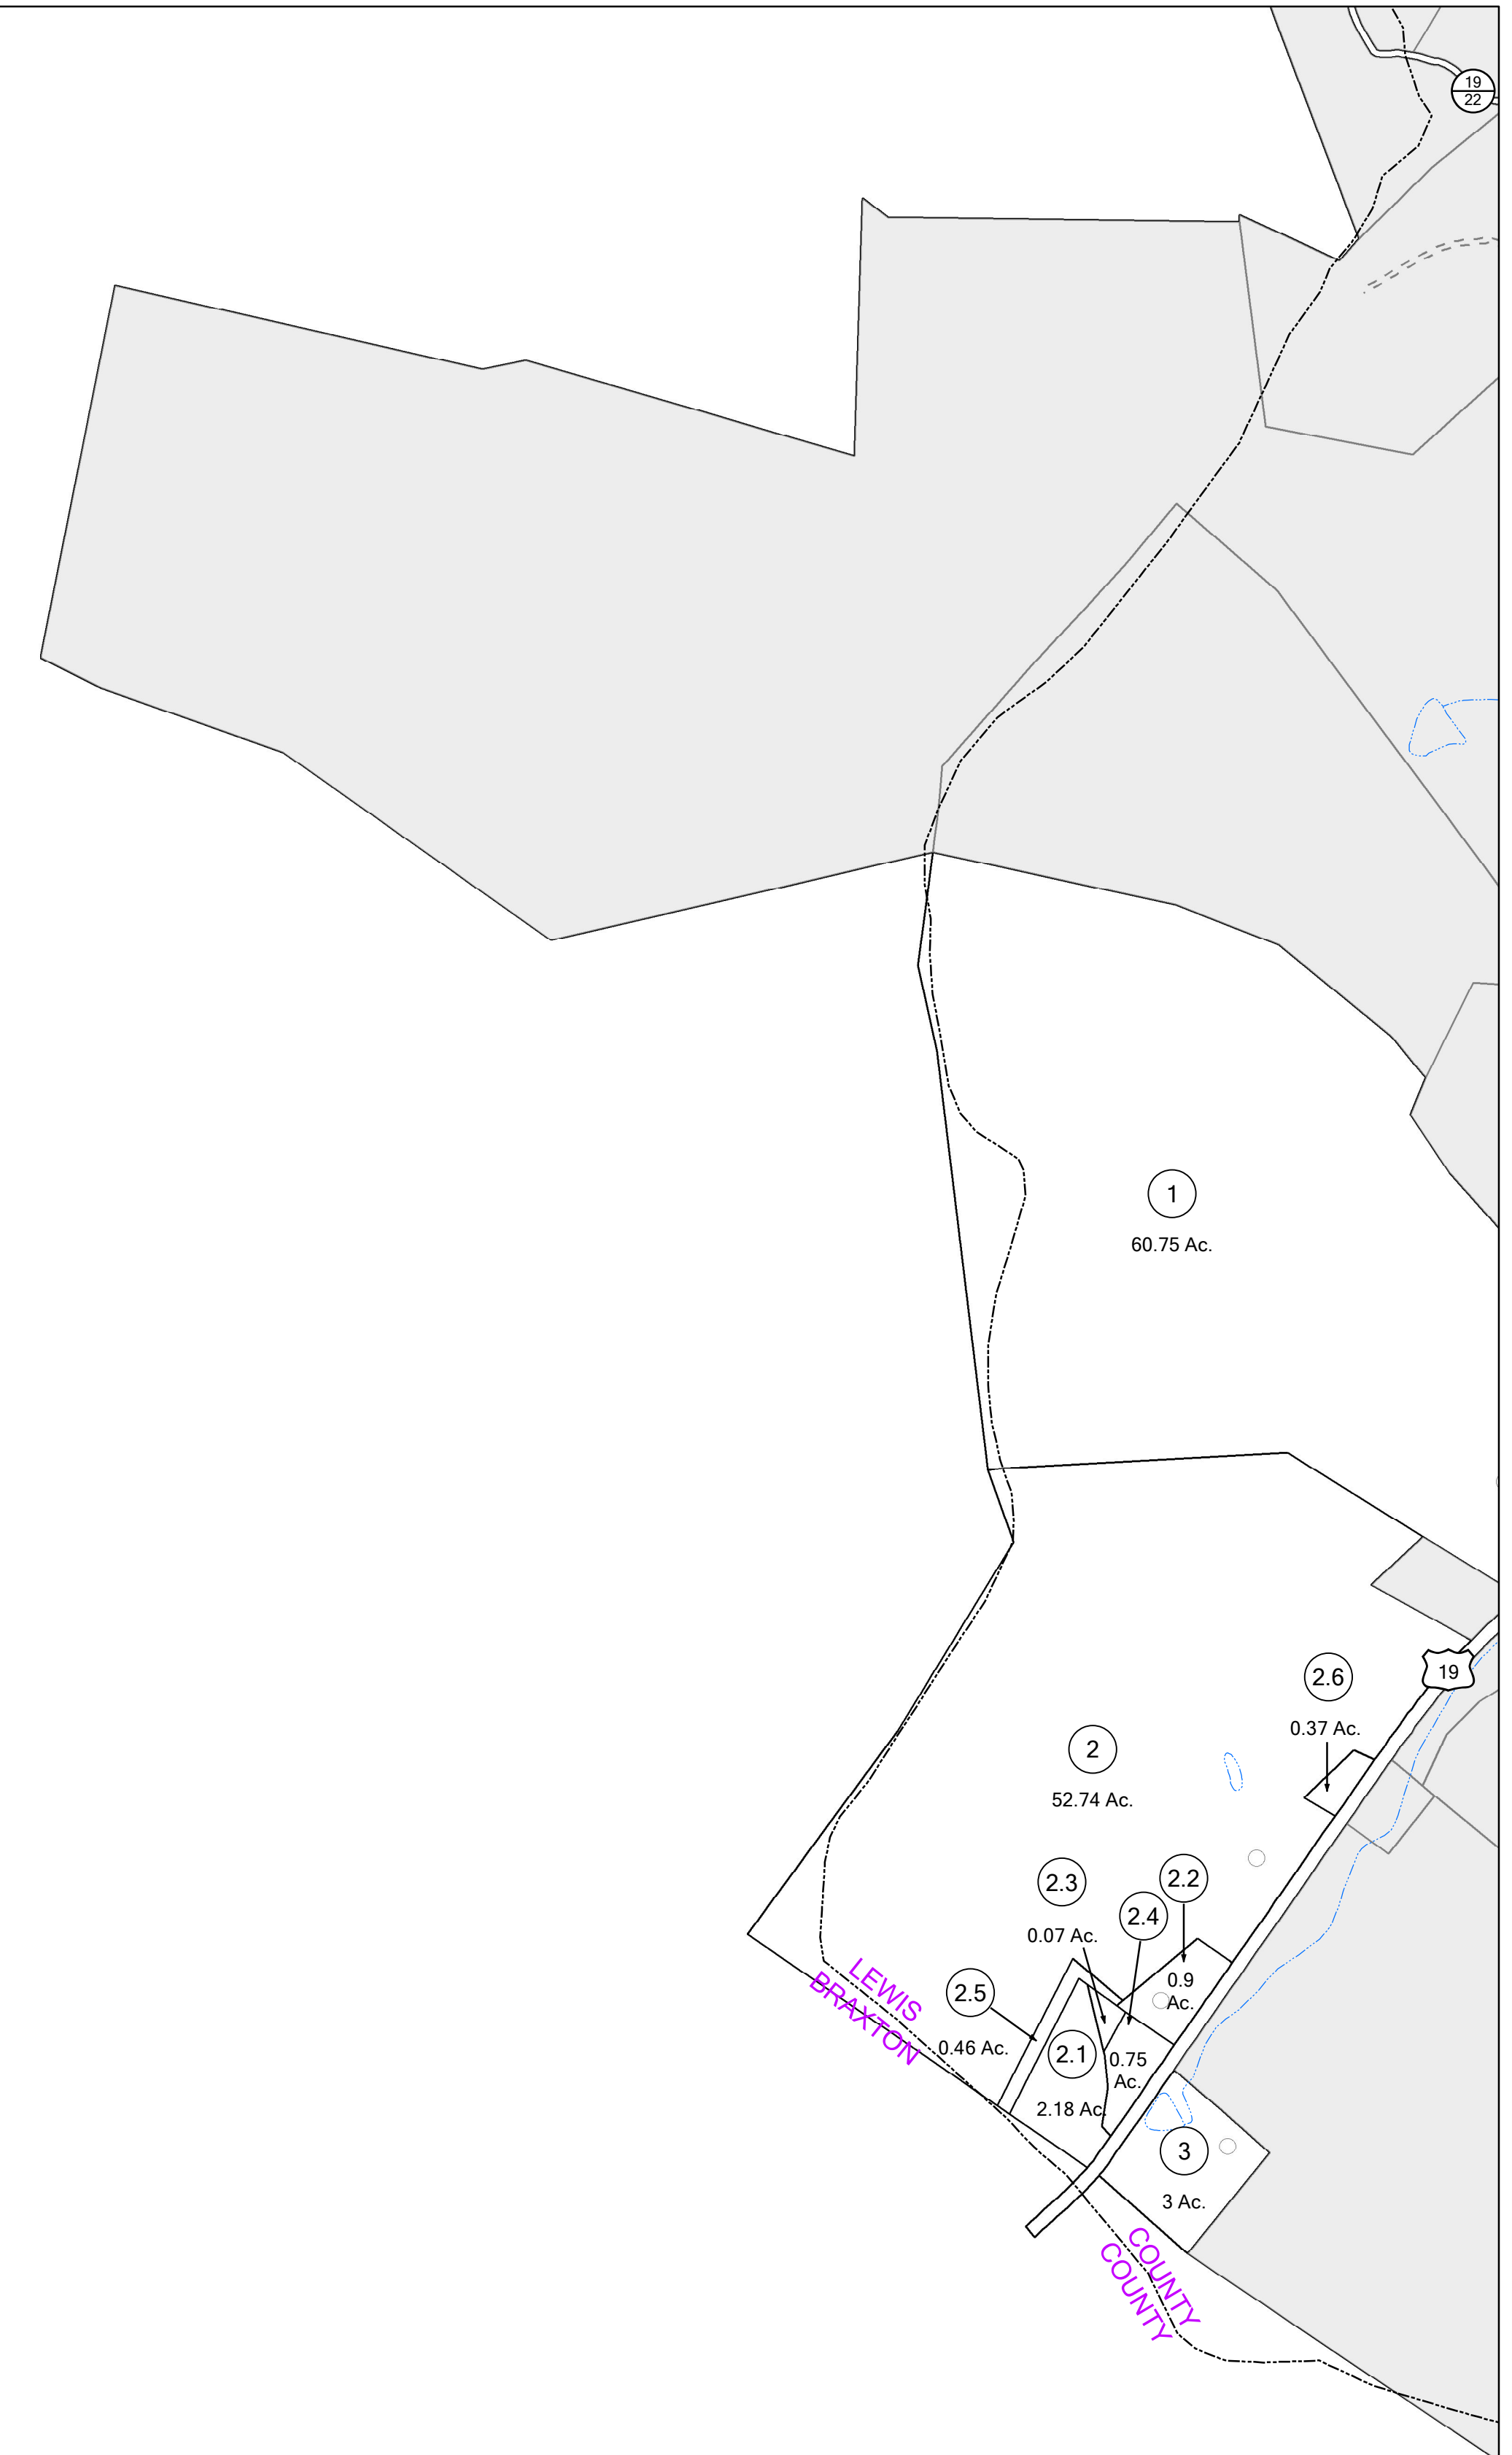 19
22
1
60.75 Ac.
19
2.6
0.37 Ac.
2
52.74 Ac.
2.2
2.3
2.4
0.07 Ac.
0.9
Ac.
LEWIS
BRAXTON
2.5
0.46 Ac.
2.1
0.75
Ac.
2.18 Ac.
3
3 Ac.
COUNTY
COUNTY